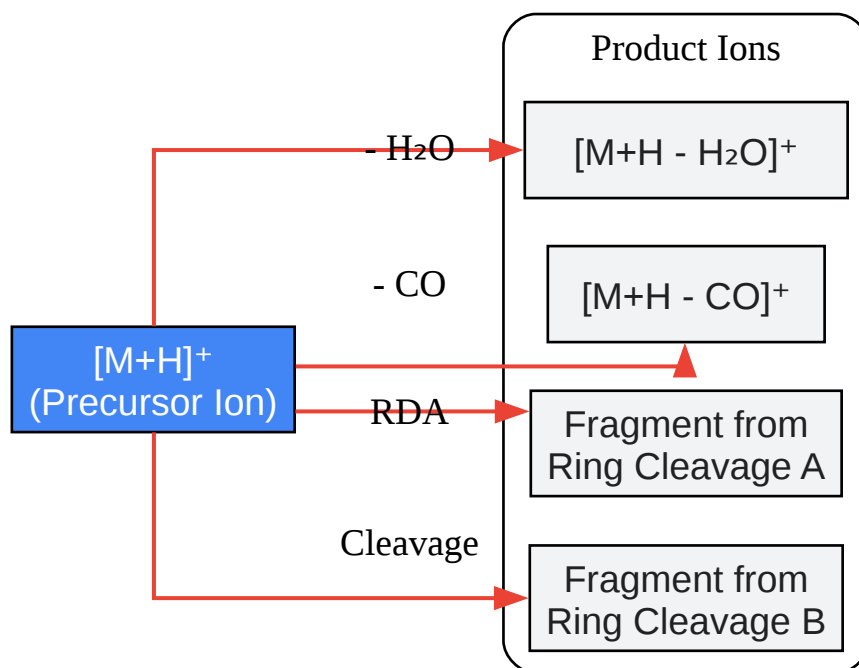 Product Ions
- H₂O
[M+H - H₂O]⁺
- CO
[M+H - CO]⁺
[M+H]⁺
(Precursor Ion)
RDA
Fragment from
Ring Cleavage A
Cleavage
Fragment from
Ring Cleavage B